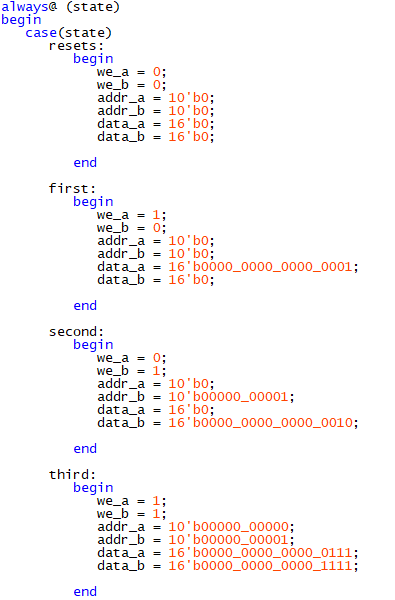 always@ (state)
begin
   case(state)
      resets:
         begin
            we_a = 0;
            we_b = 0;
            addr_a = 10'b0;
            addr_b = 10'b0;
            data_a = 16'b0;
            data_b = 16'b0;

         end

      first:
         begin
            we_a = 1;
            we_b = 0;
            addr_a = 10'b0;
            addr_b = 10'b0;
            data_a = 16'b0000_0000_0000_0001;
            data_b = 16'b0;

         end

      second:
         begin
            we_a = 0;
            we_b = 1;
            addr_a = 10'b0;
            addr_b = 10'b00000_00001;
            data_a = 16'b0;
            data_b = 16'b0000_0000_0000_0010;

         end

      third:
         begin
            we_a = 1;
            we_b = 1;
            addr_a = 10'b00000_00000;
            addr_b = 10'b00000_00001;
            data_a = 16'b0000_0000_0000_0111;
            data_b = 16'b0000_0000_0000_1111;

         end